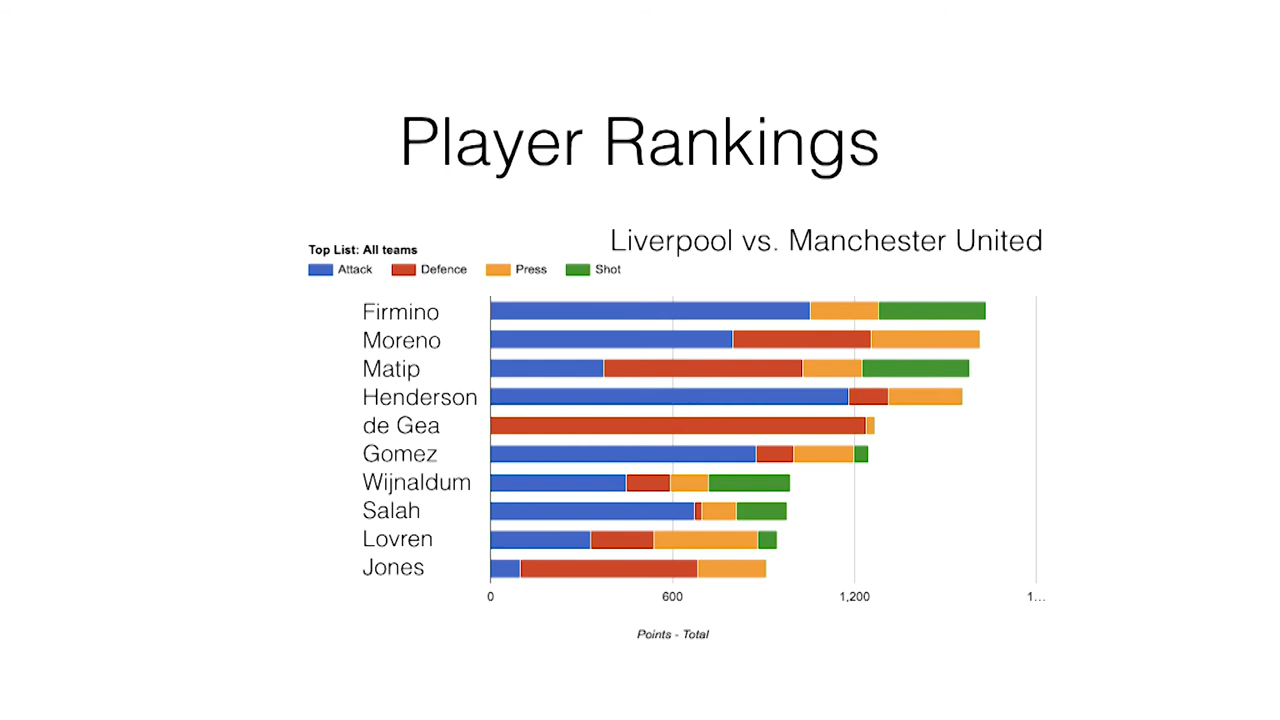 Player Rankings
Liverpool vs. Manchester United
Top List: All teams
Attack Defence Press Shot
Firmino
Moreno
Matip
Henderson
de Gea
Gomez
Wijnaldum
Salah
Lovren
Jones
0 600 1,200 1...
Points - Total